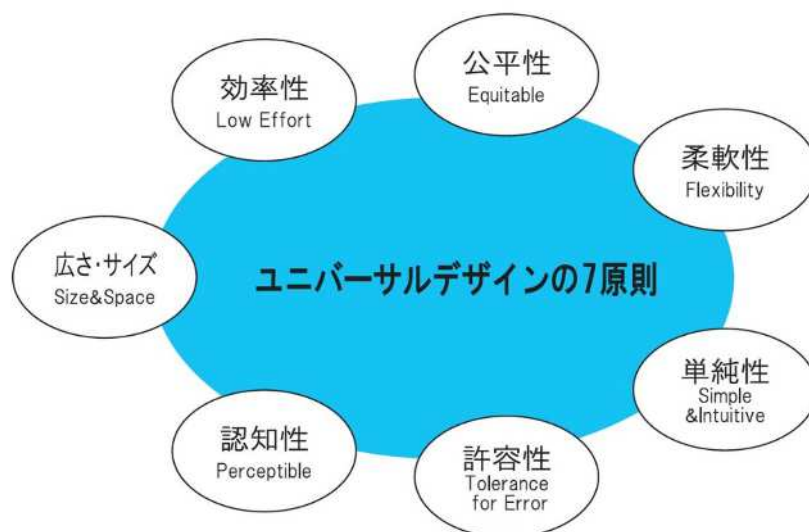 公平性
Equitable
柔軟性
Flexibility
単純性
Simple
&Intuitive
許容性
Tolerance
for Error
認知性
Perceptible
広さ・サイズ
Size&Space
効率性
Low Effort
ユニバーサルデザインの7原則